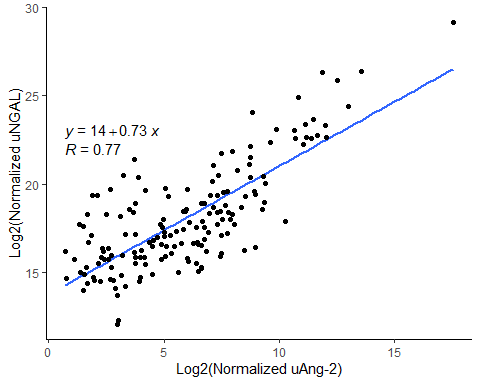 30
25
20
15
y = 14+0.73 x
R = 0.77
Log2(Normalized uNGAL)
0
5
10
15
Log2(Normalized uAng-2)